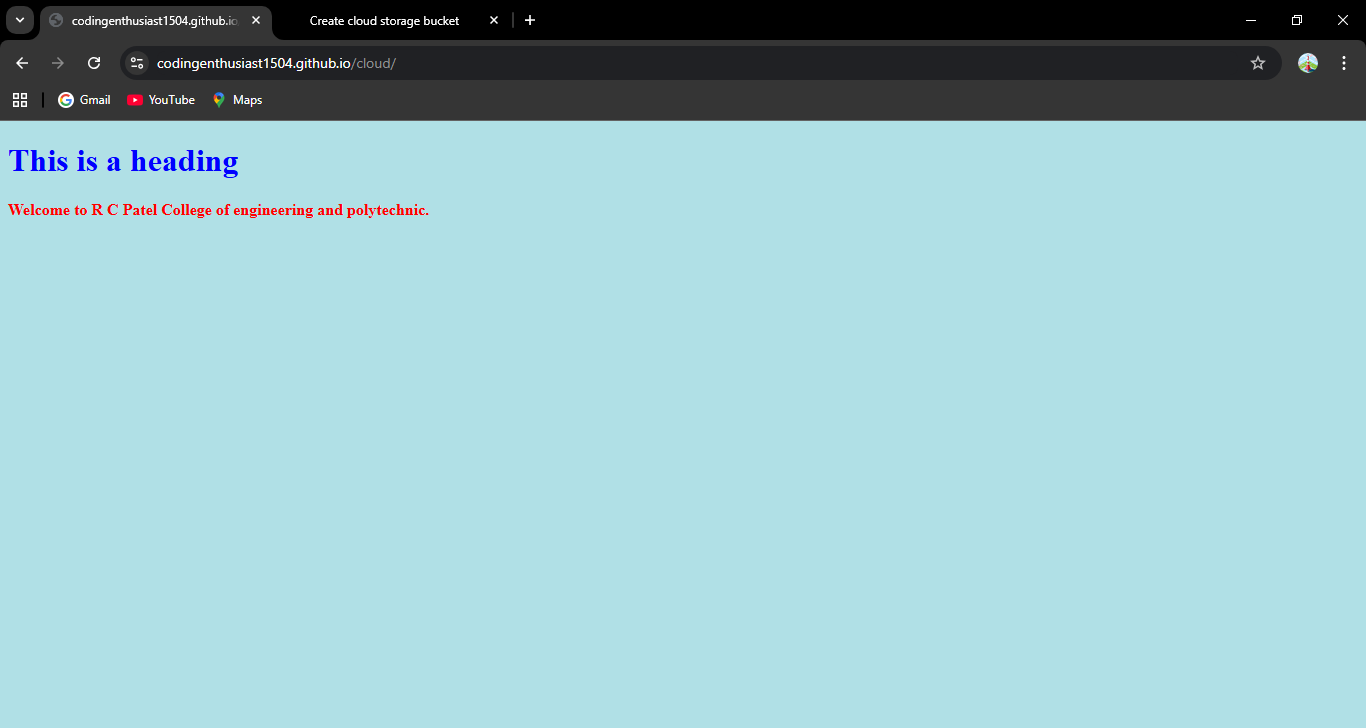 codingenthusiast1504.github.io
Create cloud storage bucket
codingenthusiast1504.github.io/cloud/
Gmail
YouTube
Maps
This is a heading
Welcome to R C Patel College of engineering and polytechnic.